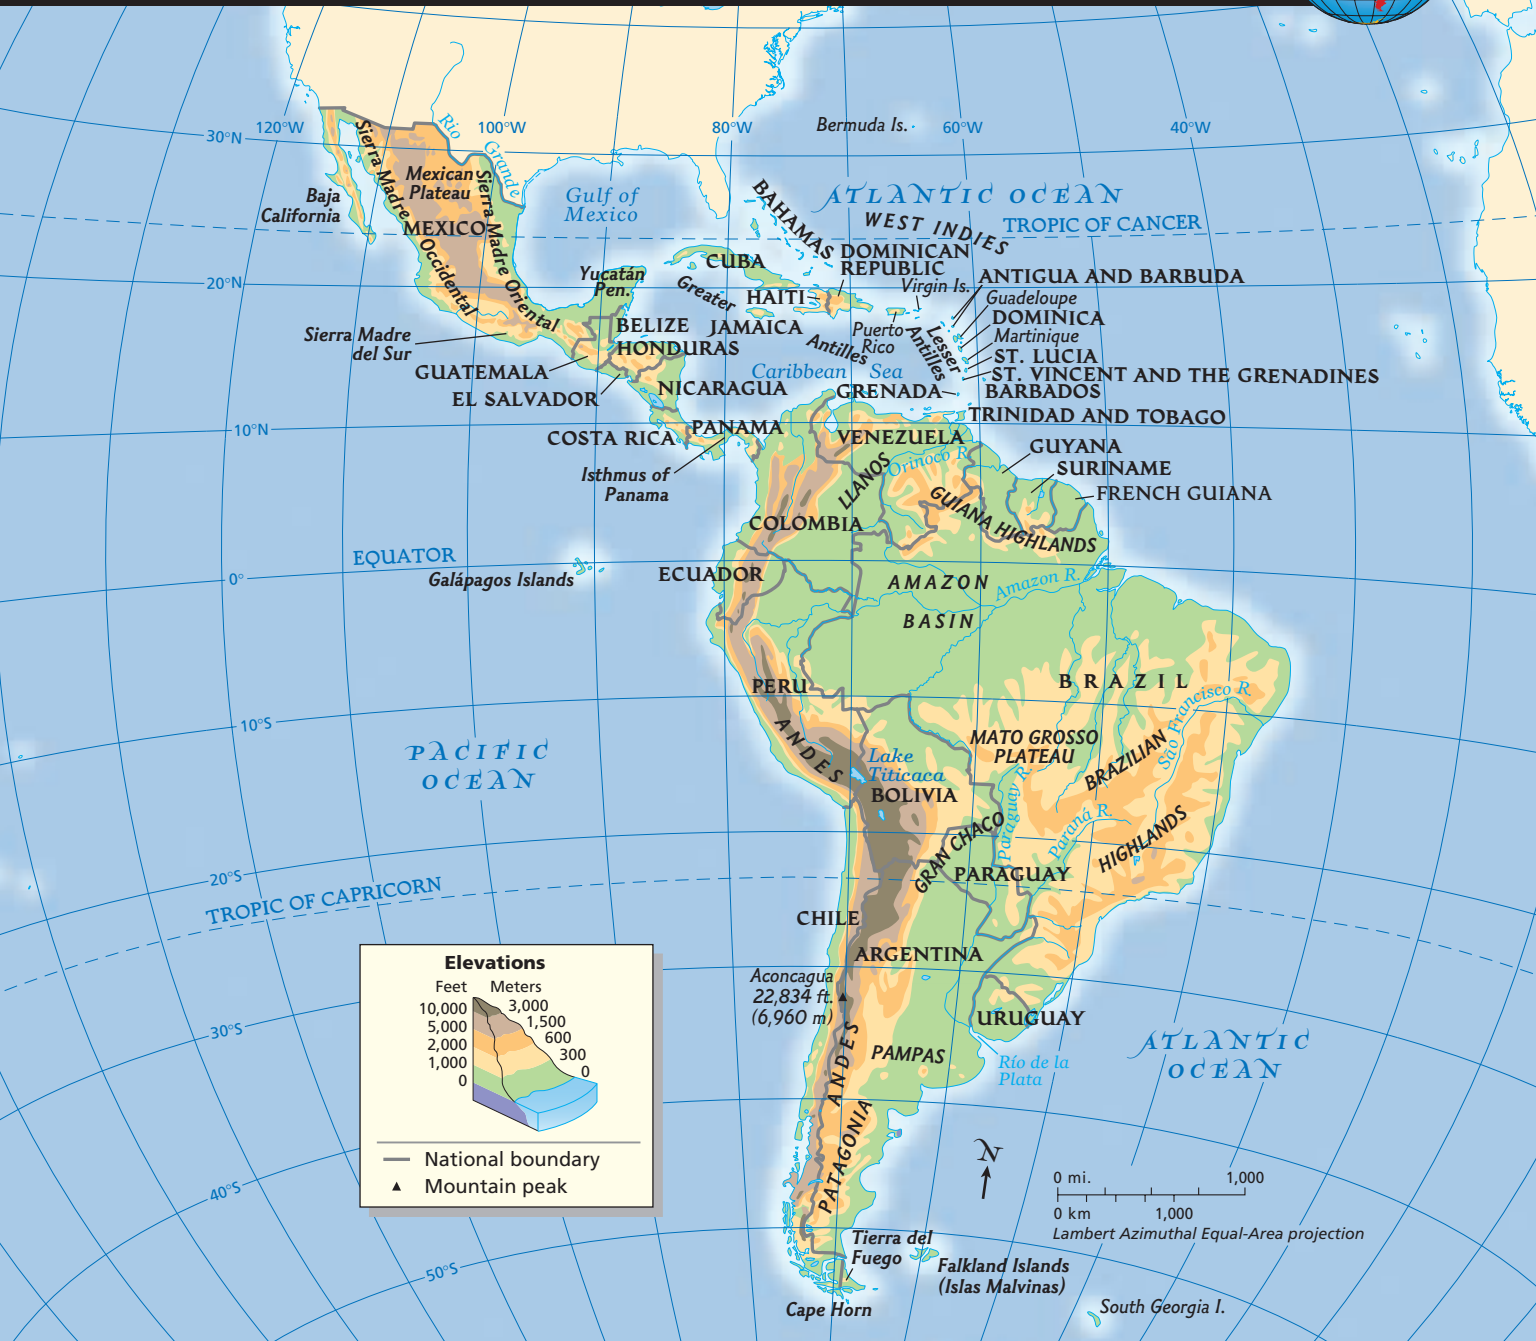 30°N
120°W
100°W
80°W
60°W
40°W
Bermuda Is.
Rio Grande
Sierra Madre Occidental
Mexican
Plateau
Sierra Madre Oriental
Baja
California
MEXICO
Gulf of
Mexico
ATLANTIC OCEAN
BAHAMAS
WEST INDIES
TROPIC OF CANCER
20°N
CUBA
DOMINICAN
REPUBLIC
Yucatán
Pen.
Greater Antilles
HAITI
Virgin Is.
ANTIGUA AND BARBUDA
Guadeloupe
DOMINICA
Martinique
BELIZE
JAMAICA
Puerto
Rico
Lesser
Antilles
Sierra Madre
del Sur
HONDURAS
ST. LUCIA
GUATEMALA
Caribbean Sea
ST. VINCENT AND THE GRENADINES
EL SALVADOR
NICARAGUA
GRENADA
BARBADOS
TRINIDAD AND TOBAGO
10°N
COSTA RICA
PANAMA
VENEZUELA
GUYANA
Isthmus of
Panama
LLANOS
Orinoco R.
SURINAME
GUIANA HIGHLANDS
FRENCH GUIANA
COLOMBIA
EQUATOR
0°
Galápagos Islands
ECUADOR
AMAZON
BASIN
Amazon R.
PERU
BRAZIL
São Francisco R.
10°S
PACIFIC
OCEAN
ANDES
MATO GROSSO
PLATEAU
BRAZILIAN
HIGHLANDS
Lake
Titicaca
BOLIVIA
Paraguay R.
Paraná R.
GRAN CHACO
PARAGUAY
20°S
TROPIC OF CAPRICORN
CHILE
ARGENTINA
Aconcagua
22,834 ft.
(6,960 m)
URUGUAY
30°S
ANDES
PAMPAS
Río de la
Plata
ATLANTIC
OCEAN
PATAGONIA
40°S
50°S
Tierra del
Fuego
Falkland Islands
(Islas Malvinas)
Cape Horn
South Georgia I.
Elevations
Feet Meters
10,000 3,000
5,000 1,500
2,000 600
1,000 300
0 0
National boundary
Mountain peak
N
0 mi. 1,000
0 km 1,000
Lambert Azimuthal Equal-Area projection